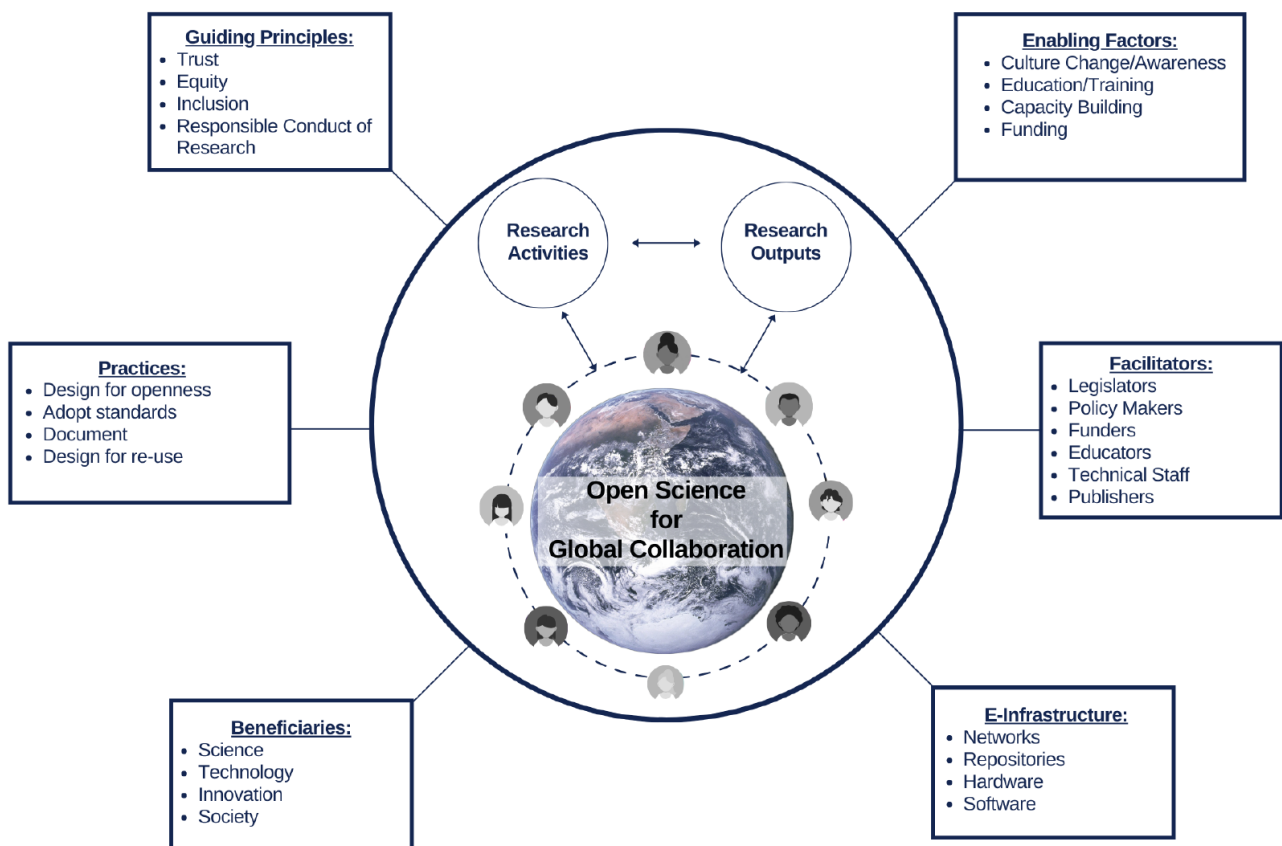 Guiding Principles:
Trust
Equity
Inclusion
Responsible Conduct of
Research
Enabling Factors:
Culture Change/Awareness
Education/Training
Capacity Building
Funding
Research
Activities
Research
Outputs
Practices:
Design for openness
Adopt standards
Document
Design for re-use
Facilitators:
Legislators
Policy Makers
Funders
Educators
Technical Staff
Publishers
Open Science
for
Global Collaboration
Beneficiaries:
Science
Technology
Innovation
Society
E-Infrastructure:
Networks
Repositories
Hardware
Software